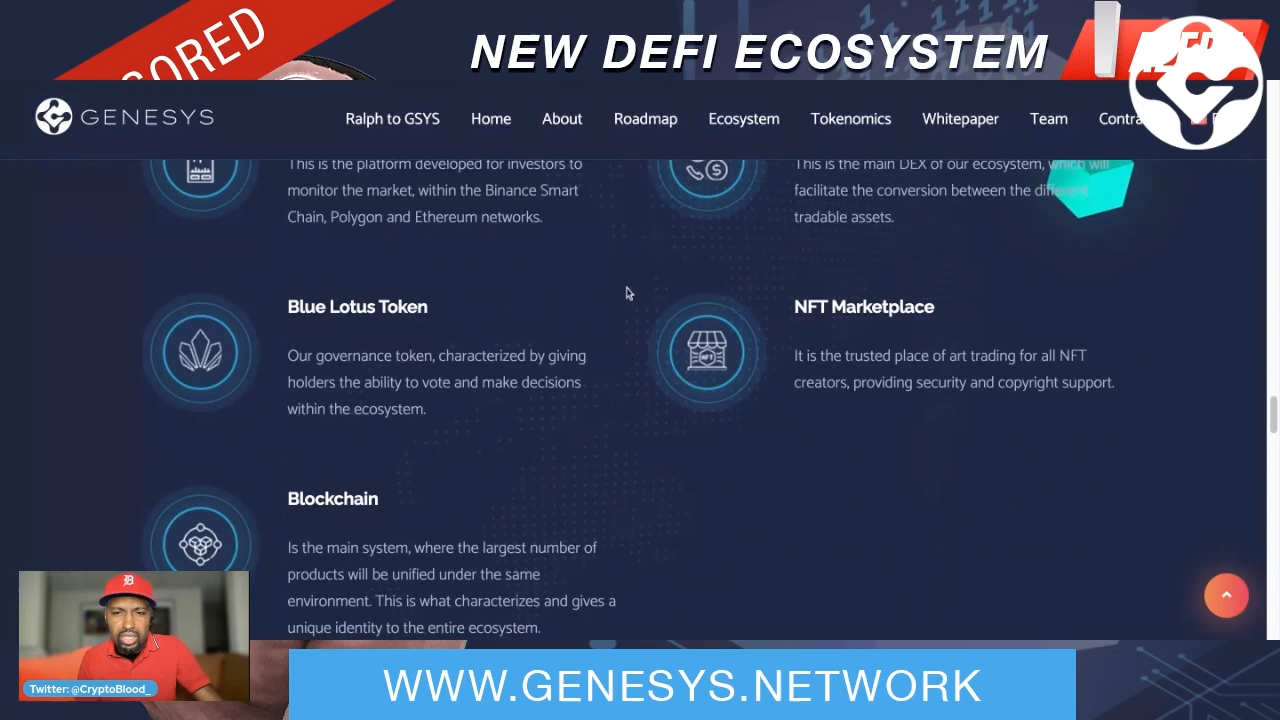 NEW DEFI ECOSYSTEM
GENESYS
Ralph to GSYS Home About Roadmap Ecosystem Tokenomics Whitepaper Team
This is the platform developed for investors to
monitor the market, within the Binance Smart
Chain, Polygon and Ethereum networks.
This is the main DEX of our ecosystem, which will
facilitate the conversion between the different
tradable assets.
Blue Lotus Token
Our governance token, characterized by giving
holders the ability to vote and make decisions
within the ecosystem.
NFT Marketplace
NFT
It is the trusted place of art trading for all NFT
creators, providing security and copyright support.
Blockchain
Is the main system, where the largest number of
products will be unified under the same
environment. This is what characterizes and gives a
unique identity to the entire ecosystem.
Twitter: @CryptoBlood_
WWW.GENESYS.NETWORK